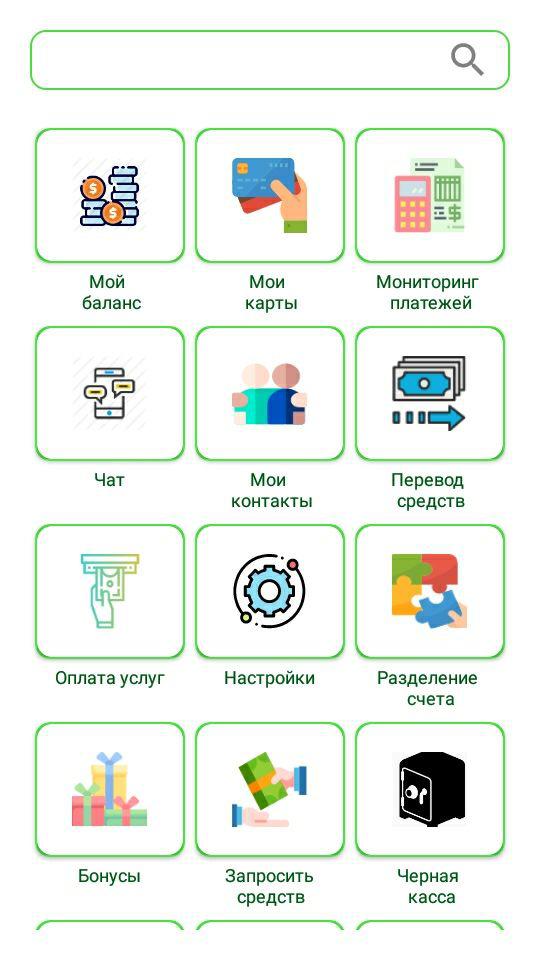 Мой
баланс
Мои
карты
Мониторинг
платежей
Чат
Мои
контакты
Перевод
средств
Оплата услуг
Настройки
Разделение
счета
Бонусы
Запросить
средств
Черная
касса